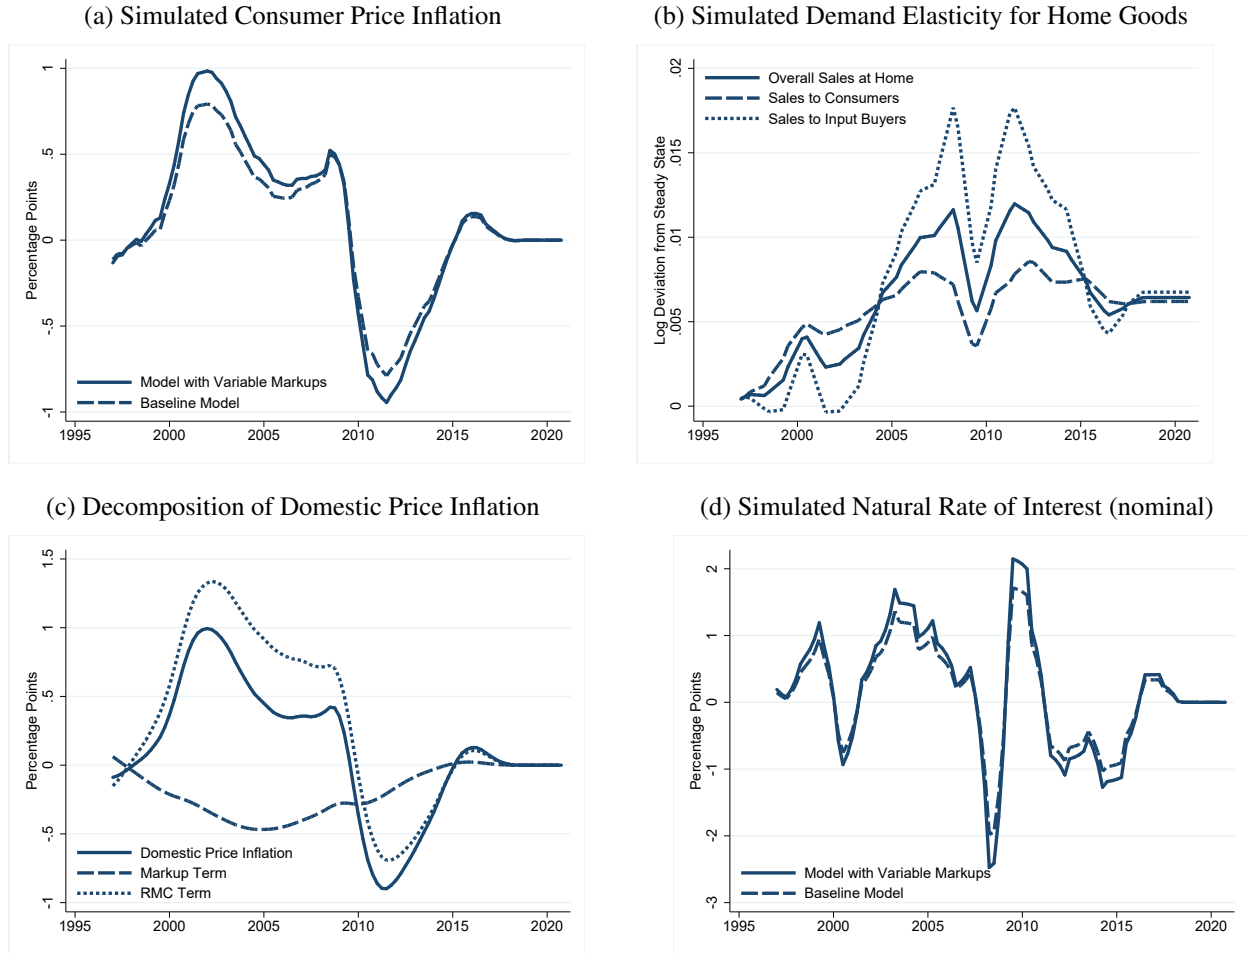 (a) Simulated Consumer Price Inflation
Percentage Points
1
.5
0
-.5
-1
Model with Variable Markups
Baseline Model
1995 2000 2005 2010 2015 2020
(b) Simulated Demand Elasticity for Home Goods
Log Deviation from Steady State
.02
.015
.01
.005
0
Overall Sales at Home
Sales to Consumers
Sales to Input Buyers
1995 2000 2005 2010 2015 2020
(c) Decomposition of Domestic Price Inflation
Percentage Points
1.5
1
.5
0
-.5
-1
Domestic Price Inflation
Markup Term
RMC Term
1995 2000 2005 2010 2015 2020
(d) Simulated Natural Rate of Interest (nominal)
Percentage Points
2
1
0
-1
-2
-3
Model with Variable Markups
Baseline Model
1995 2000 2005 2010 2015 2020